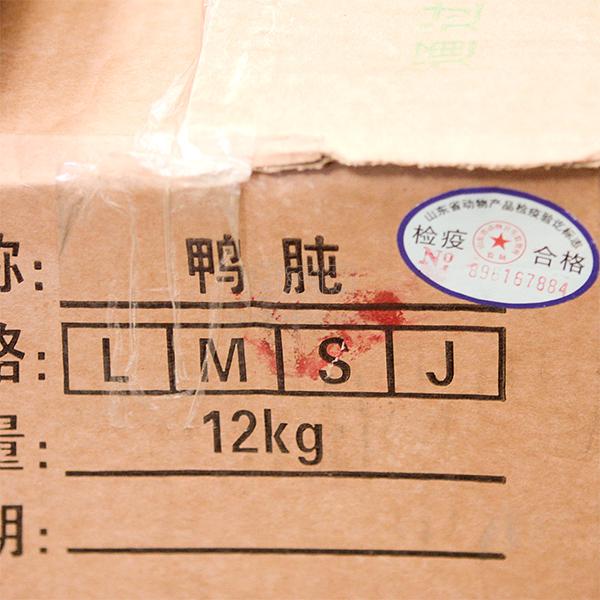 山东省动物产品检疫验讫标志
检疫 合格
№ 896167884
称: 鸭肫
格: L M S J
量: 12kg
期: